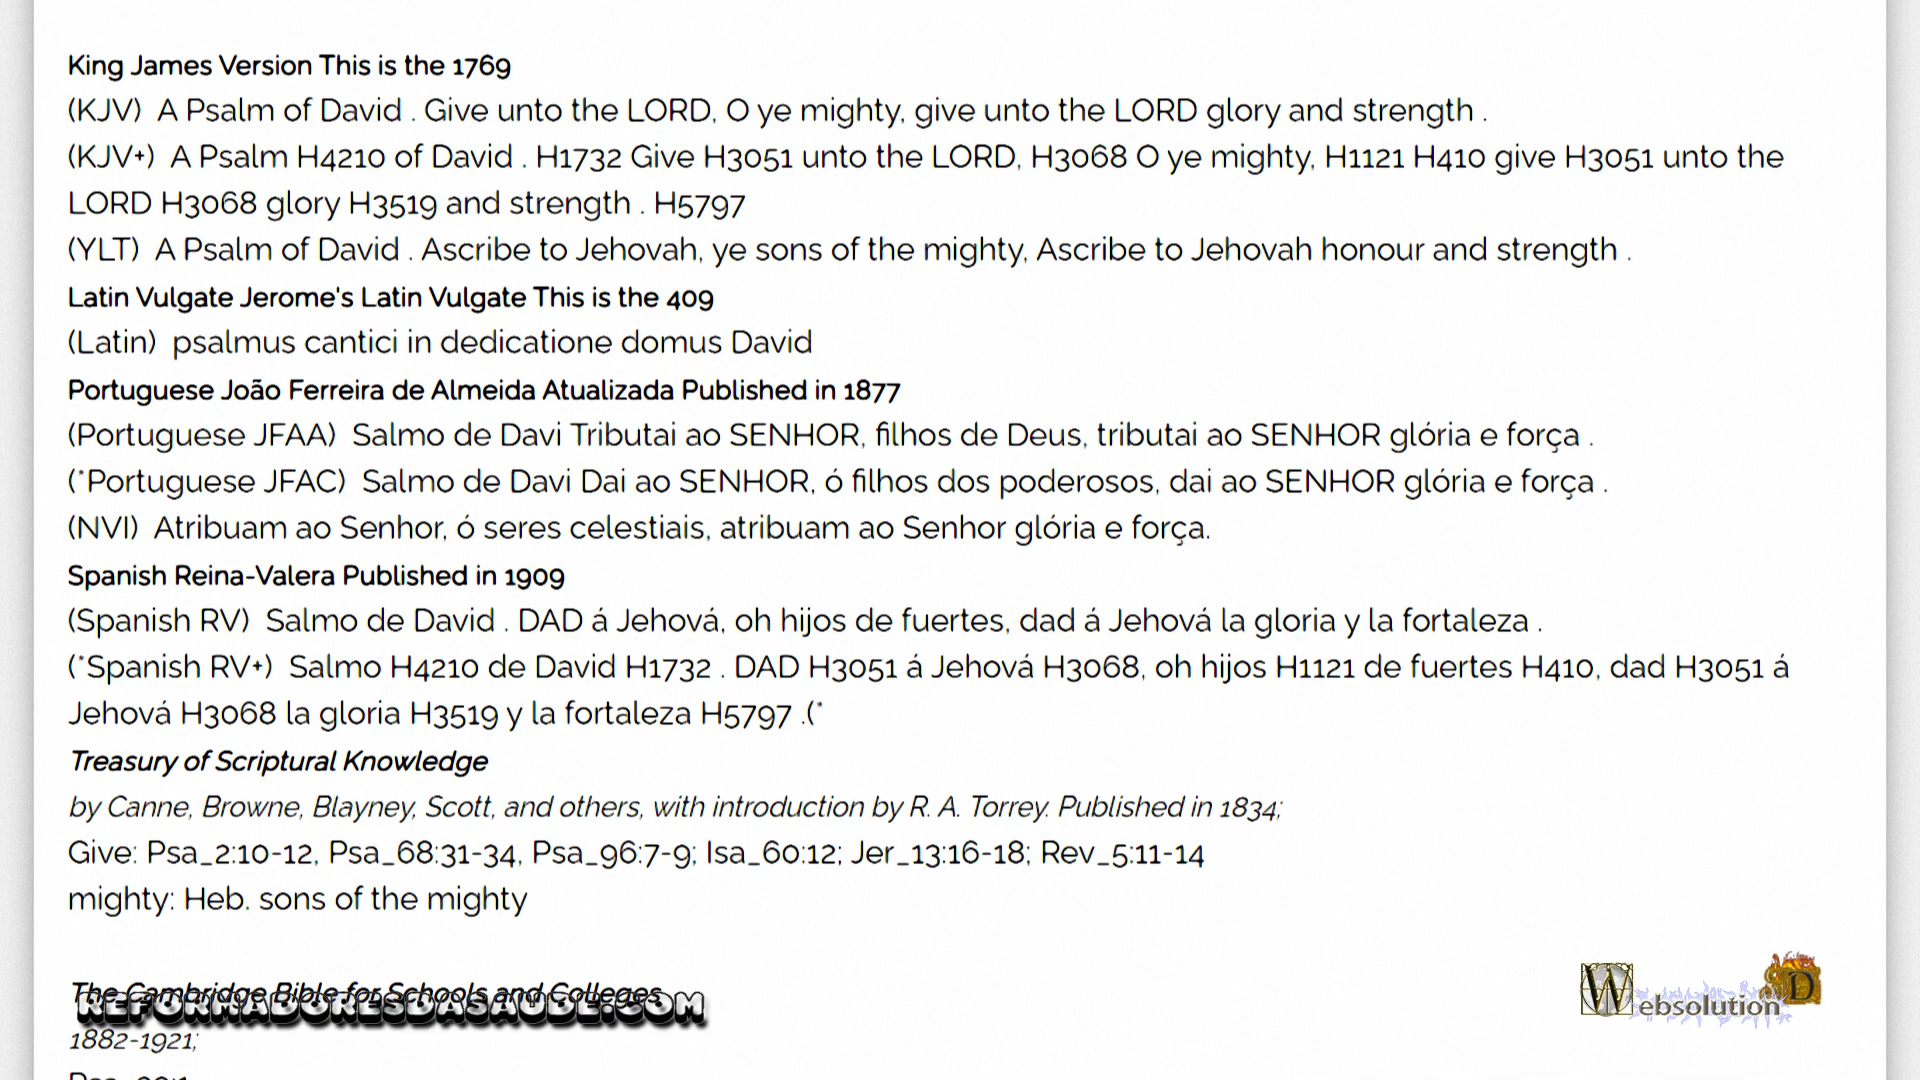 King James Version This is the 1769
(KJV) A Psalm of David . Give unto the LORD, O ye mighty, give unto the LORD glory and strength .
(KJV+) A Psalm H4210 of David . H1732 Give H3051 unto the LORD, H3068 O ye mighty, H1121 H410 give H3051 unto the
LORD H3068 glory H3519 and strength . H5797
(YLT) A Psalm of David . Ascribe to Jehovah, ye sons of the mighty, Ascribe to Jehovah honour and strength .
Latin Vulgate Jerome's Latin Vulgate This is the 409
(Latin) psalmus cantici in dedicatione domus David
Portuguese João Ferreira de Almeida Atualizada Published in 1877
(Portuguese JFAA) Salmo de Davi Tributai ao SENHOR, filhos de Deus, tributai ao SENHOR glória e força .
(*Portuguese JFAC) Salmo de Davi Dai ao SENHOR, ó filhos dos poderosos, dai ao SENHOR glória e força .
(NVI) Atribuam ao Senhor, ó seres celestiais, atribuam ao Senhor glória e força.
Spanish Reina-Valera Published in 1909
(Spanish RV) Salmo de David . DAD á Jehová, oh hijos de fuertes, dad á Jehová la gloria y la fortaleza .
(*Spanish RV+) Salmo H4210 de David H1732 . DAD H3051 á Jehová H3068, oh hijos H1121 de fuertes H410, dad H3051 á
Jehová H3068 la gloria H3519 y la fortaleza H5797 .(*
Treasury of Scriptural Knowledge
by Canne, Browne, Blayney, Scott, and others, with introduction by R. A. Torrey. Published in 1834;
Give: Psa_2:10-12, Psa_68:31-34, Psa_96:7-9; Isa_60:12; Jer_13:16-18; Rev_5:11-14
mighty: Heb. sons of the mighty
The Cambridge Bible for Schools and Colleges
REFORMADORESDASAUDE.COM
Websolution D
1882-1921;